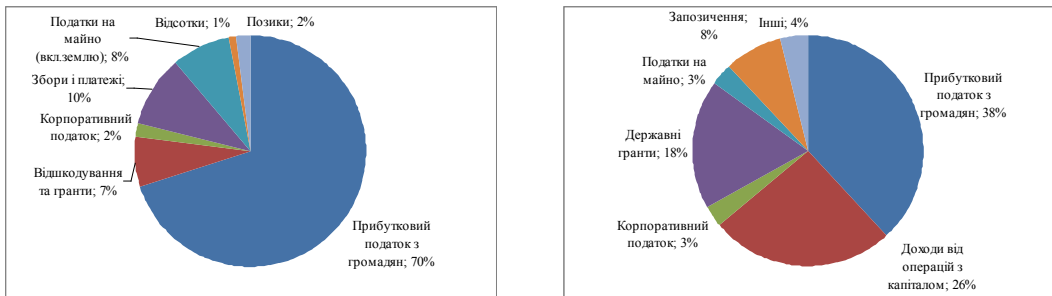 Податки на
майно
(вкл.землю); 8%
Відсотки; 1%
Позики; 2%
Збори і платежі;
10%
Корпоративний
податок; 2%
Відшкодування
та гранти; 7%
Прибутковий
податок з
громадян; 70%
Запозичення;
8%
Інші; 4%
Податки на
майно; 3%
Прибутковий
податок з
громадян; 38%
Державні
гранти; 18%
Корпоративний
податок; 3%
Доходи від
операцій з
капіталом; 26%